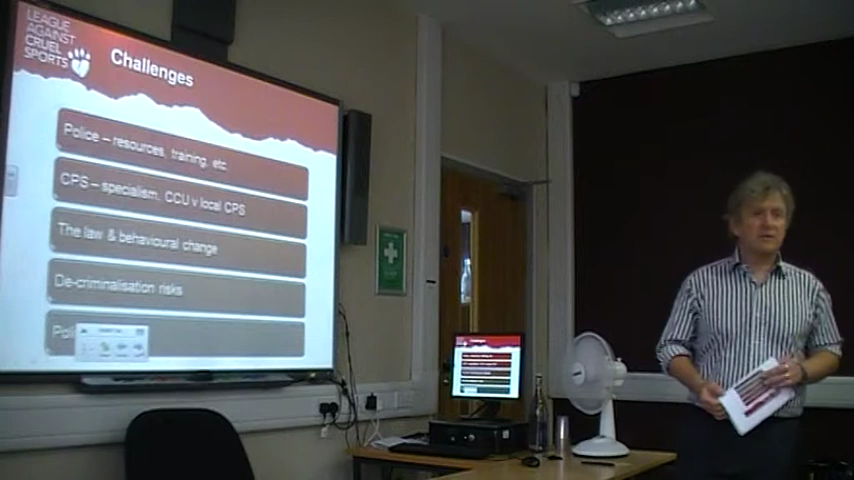 LEAGUE
AGAINST
CRUEL
SPORTS
Challenges
Police – resources, training, etc
CPS – specialism, CCU v local CPS
The law & behavioural change
De-criminalisation risks
Pol